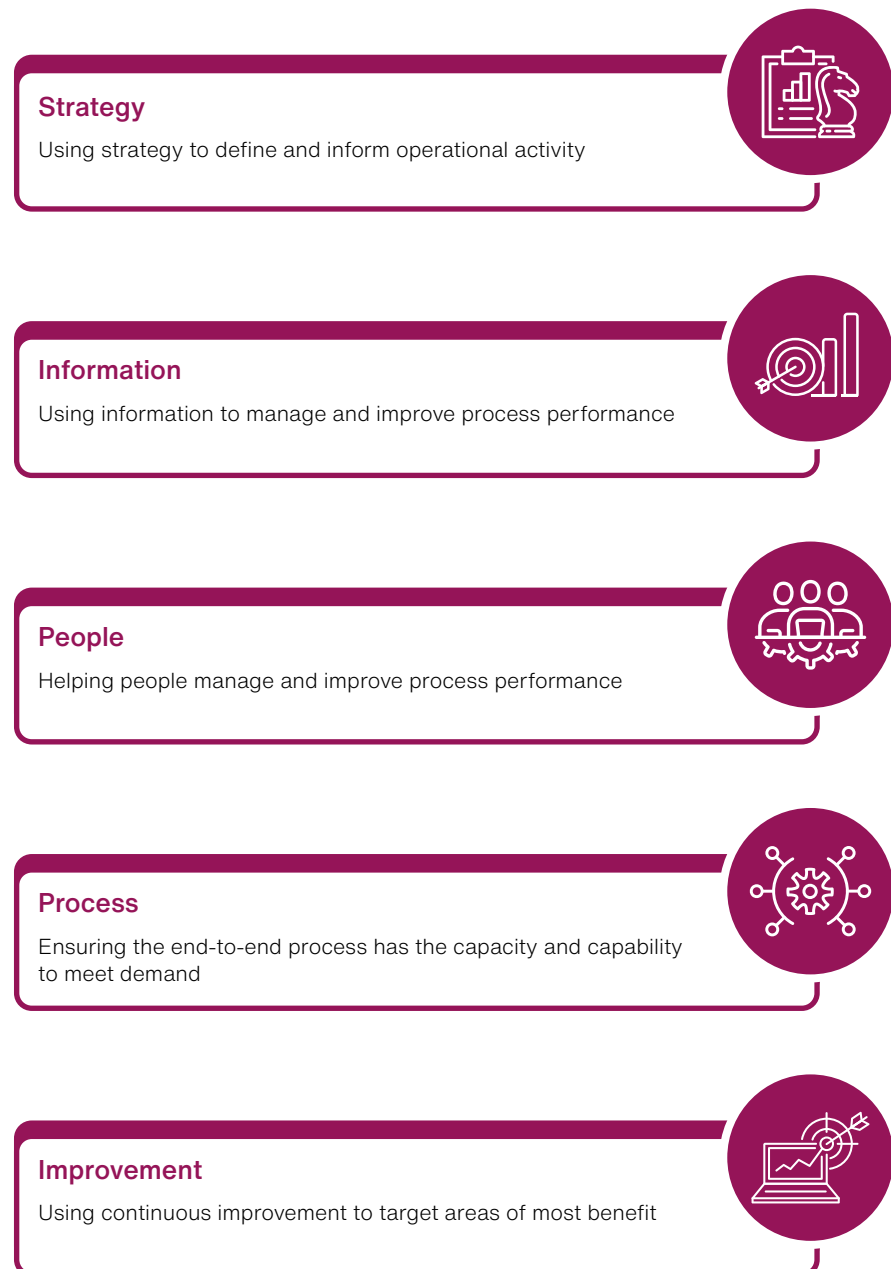 Strategy
Using strategy to define and inform operational activity
Information
Using information to manage and improve process performance
People
Helping people manage and improve process performance
Process
Ensuring the end-to-end process has the capacity and capability
to meet demand
Improvement
Using continuous improvement to target areas of most benefit